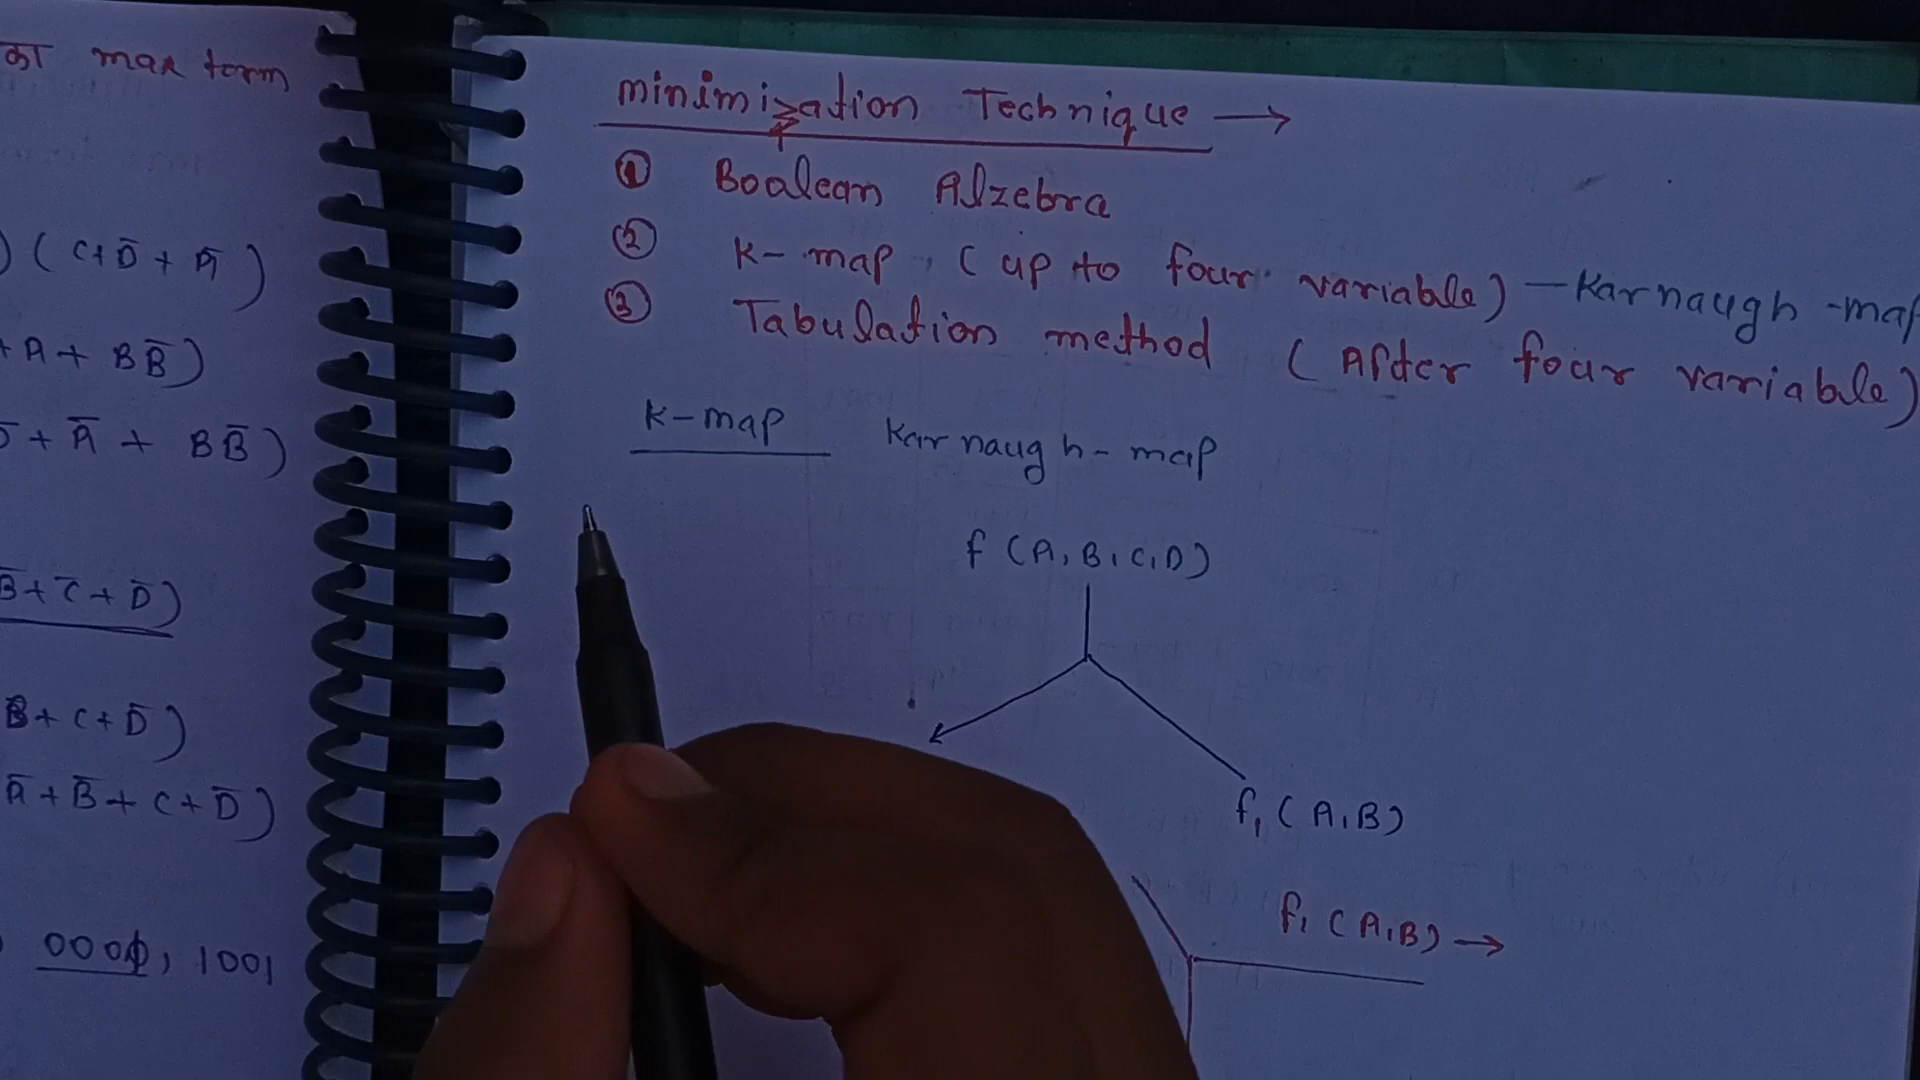 का max term
) ( C+D̅ + A̅ )
+ A + BB̅ )
D̅ + A̅ + BB̅ )
B̅ + C̅ + D̅ )
B̅ + C + D̅ )
A̅ + B̅ + C + D̅ )
0000, 1001
minimization Technique →
① Boalean Alzebra
② K- map, ( up to four variable) — Karnaugh -map
③ Tabulation method ( After four variable)
K-map Karnaugh-map
f (A, B, C, D)
f₁ ( A, B)
f₁ ( A, B) →